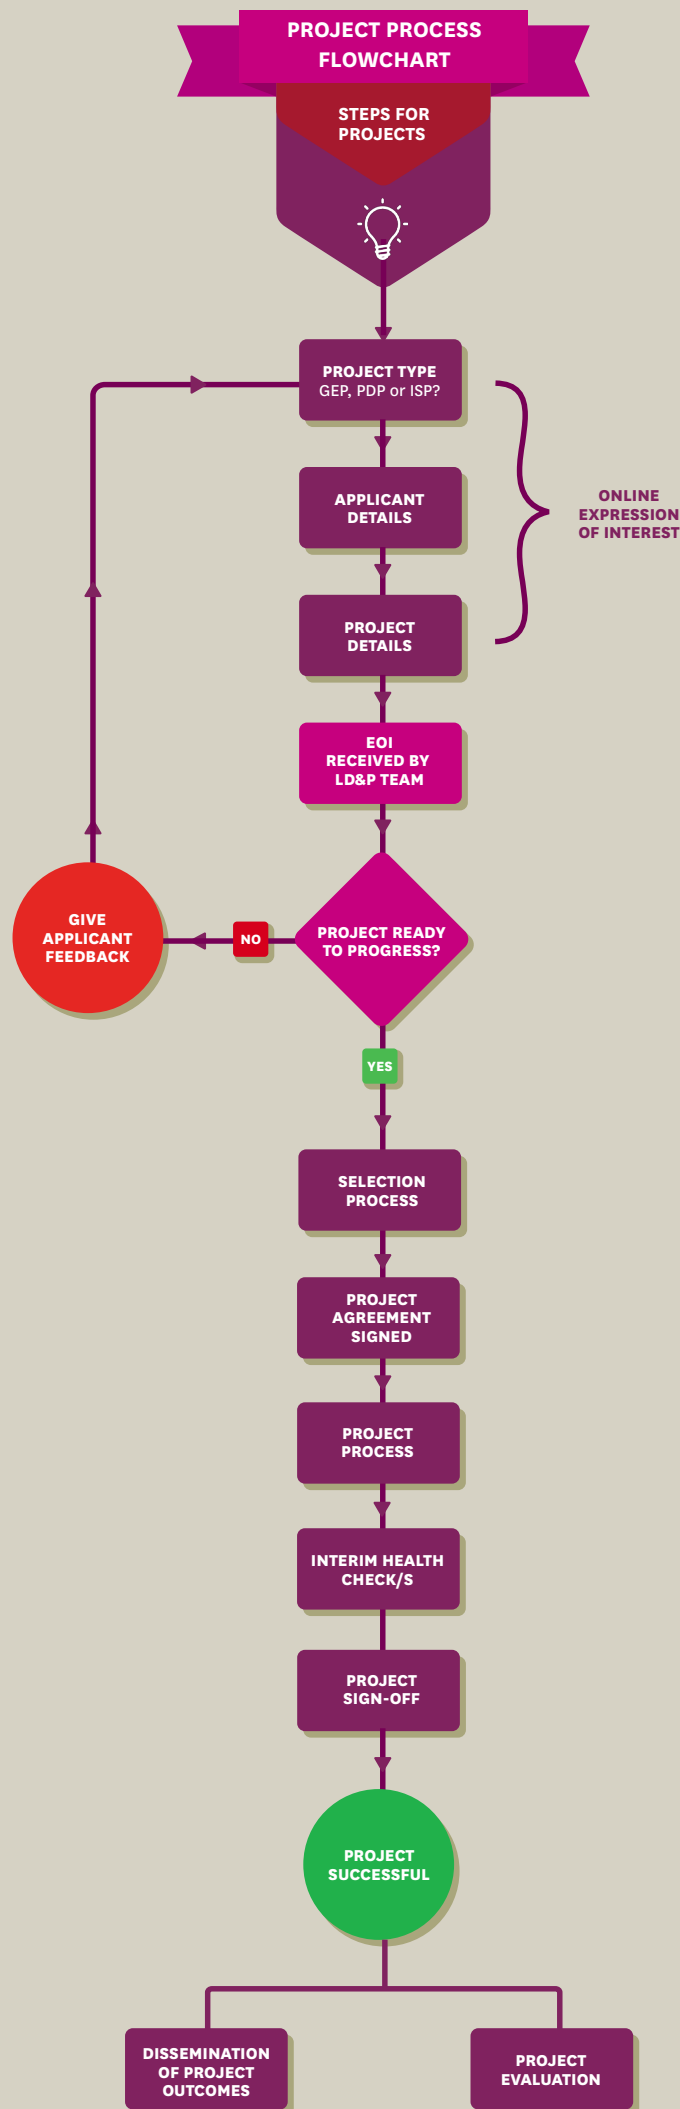 PROJECT PROCESS
FLOWCHART
STEPS FOR
PROJECTS
PROJECT TYPE
GEP, PDP or ISP?
APPLICANT
DETAILS
ONLINE
EXPRESSION
OF INTEREST
PROJECT
DETAILS
EOI
RECEIVED BY
LD&P TEAM
GIVE
APPLICANT
FEEDBACK
NO
PROJECT READY
TO PROGRESS?
YES
SELECTION
PROCESS
PROJECT
AGREEMENT
SIGNED
PROJECT
PROCESS
INTERIM HEALTH
CHECK/S
PROJECT
SIGN-OFF
PROJECT
SUCCESSFUL
DISSEMINATION
OF PROJECT
OUTCOMES
PROJECT
EVALUATION